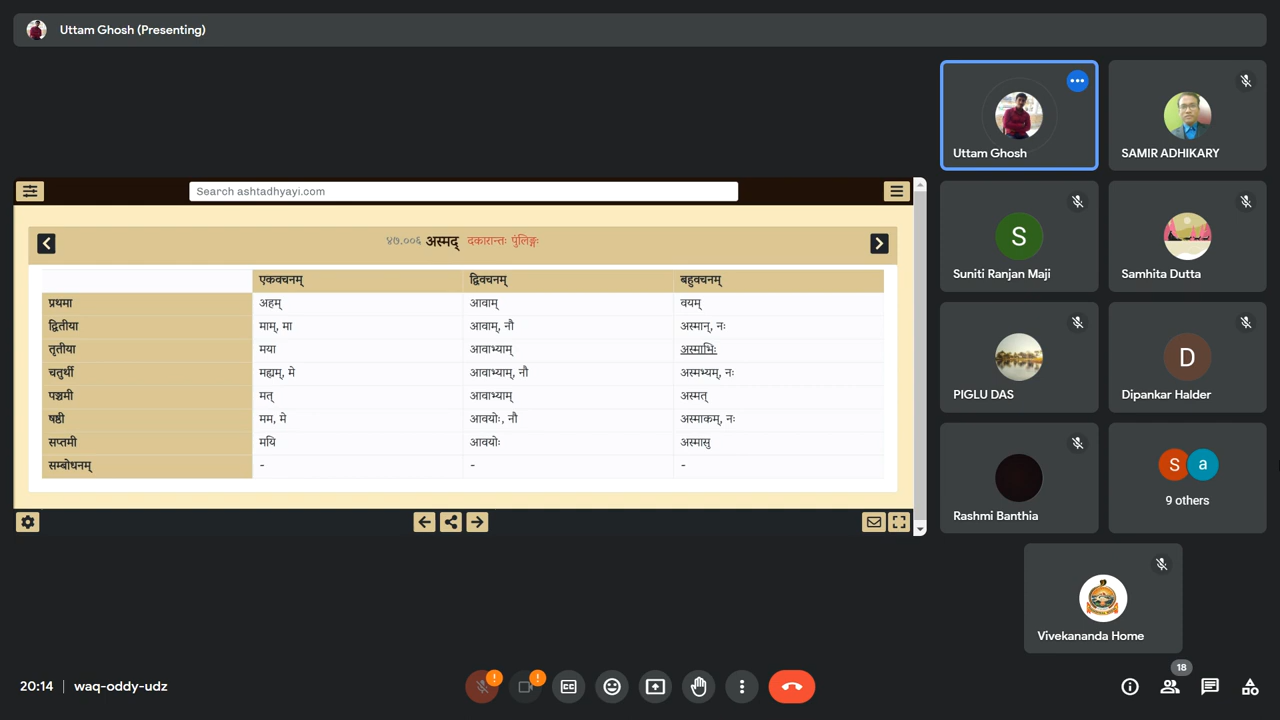 Uttam Ghosh (Presenting)
Search ashtadhyayi.com
४७.००६ अस्मद् दकारान्तः पुंलिङ्गः
एकवचनम् द्विवचनम् बहुवचनम्
प्रथमा अहम् आवाम् वयम्
द्वितीया माम्, मा आवाम्, नौ अस्मान्, नः
तृतीया मया आवाभ्याम् अस्माभिः
चतुर्थी मह्यम्, मे आवाभ्याम्, नौ अस्मभ्यम्, नः
पञ्चमी मत् आवाभ्याम् अस्मत्
षष्ठी मम, मे आवयोः, नौ अस्माकम्, नः
सप्तमी मयि आवयोः अस्मासु
सम्बोधनम् - - -
Uttam Ghosh
SAMIR ADHIKARY
S
Suniti Ranjan Maji
Samhita Dutta
PIGLU DAS
D
Dipankar Halder
Rashmi Banthia
S a
9 others
Vivekananda Home
20:14 | waq-oddy-udz
18